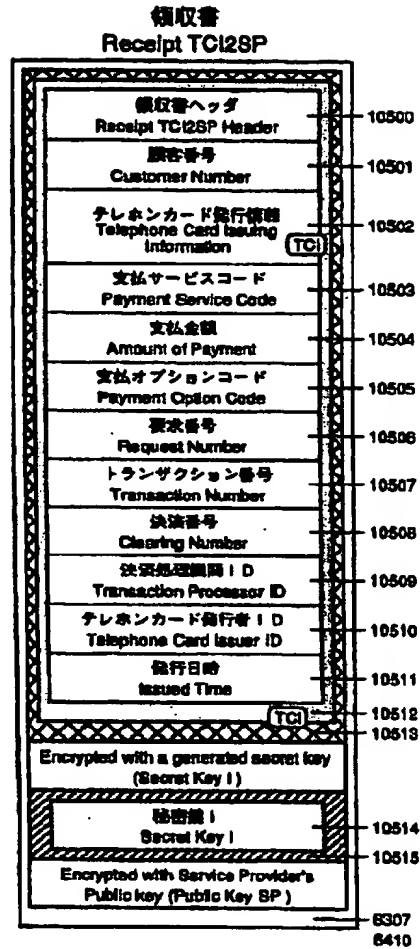 領収書
Receipt TCI2SP
領収書ヘッダ
Receipt TCI2SP Header
10500
顧客番号
Customer Number
10501
テレホンカード発行情報
Telephone Card Issuing
Information
TCI
10502
支払サービスコード
Payment Service Code
10503
支払金額
Amount of Payment
10504
支払オプションコード
Payment Option Code
10505
要求番号
Request Number
10506
トランザクション番号
Transaction Number
10507
決済番号
Clearing Number
10508
決済処理機関ID
Transaction Processor ID
10509
テレホンカード発行者ID
Telephone Card Issuer ID
10510
発行日時
Issued Time
10511
TCI
10512
10513
Encrypted with a generated secret key
(Secret Key I)
秘密鍵I
Secret Key I
10514
10515
Encrypted with Service Provider's
Public key (Public Key SP)
6307
6410